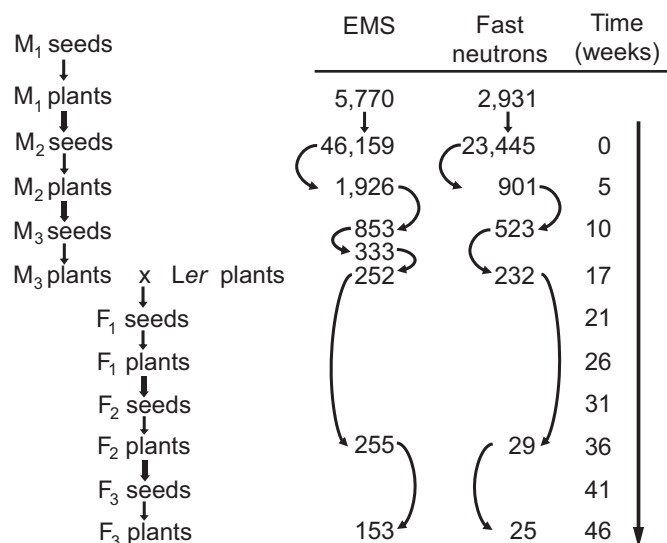 EMS Fast neutrons Time (weeks)
M₁ seeds
M₁ plants 5,770 2,931
M₂ seeds 46,159 23,445 0
M₂ plants 1,926 901 5
M₃ seeds 853 523 10
333
M₃ plants x Ler plants 252 232 17
F₁ seeds 21
F₁ plants 26
F₂ seeds 31
F₂ plants 255 29 36
F₃ seeds 41
F₃ plants 153 25 46